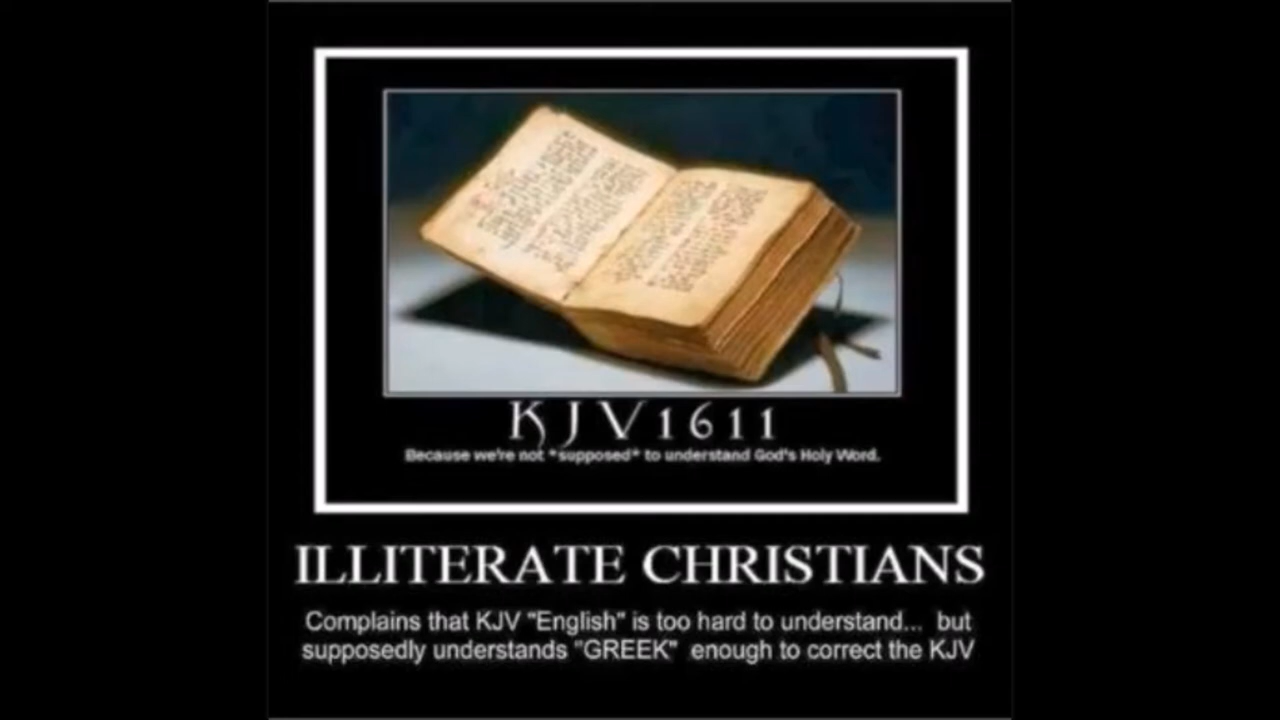 KJV1611
Because we're not *supposed* to understand God's Holy Word.
ILLITERATE CHRISTIANS
Complains that KJV "English" is too hard to understand... but
supposedly understands "GREEK" enough to correct the KJV